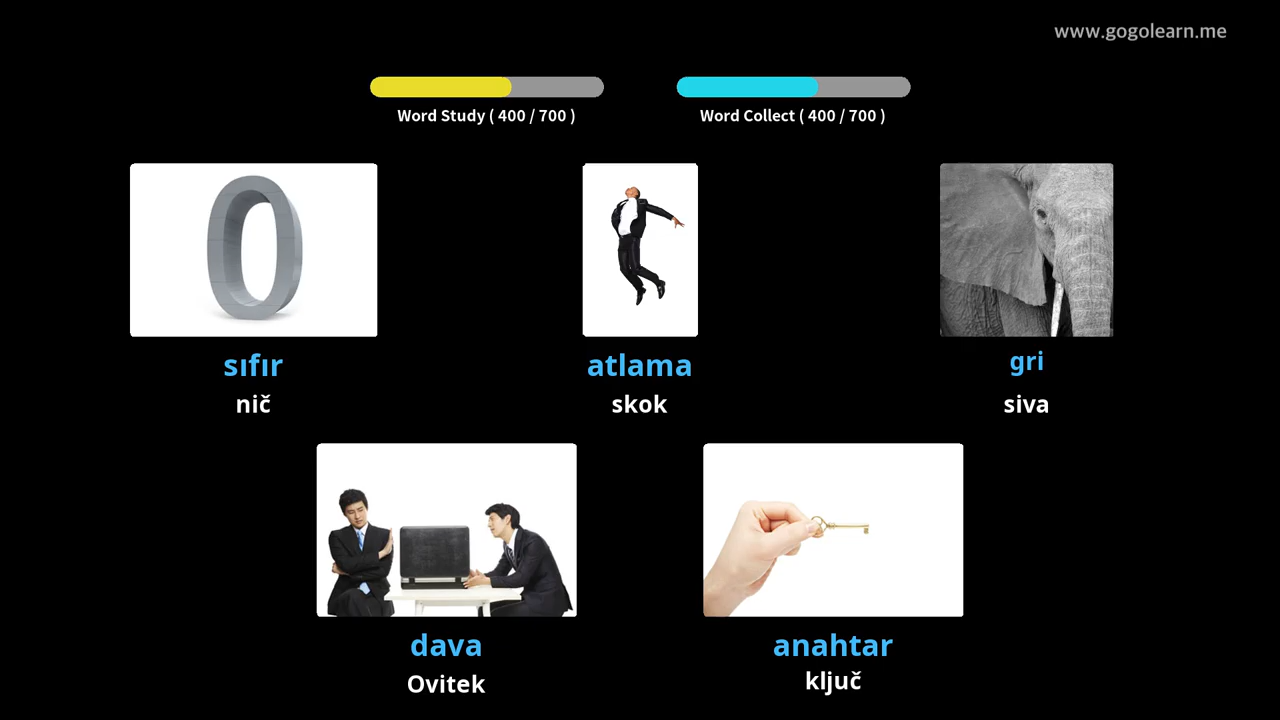 www.gogolearn.me
Word Study ( 400 / 700 )
Word Collect ( 400 / 700 )
sıfır
nič
atlama
skok
gri
siva
dava
Ovitek
anahtar
ključ